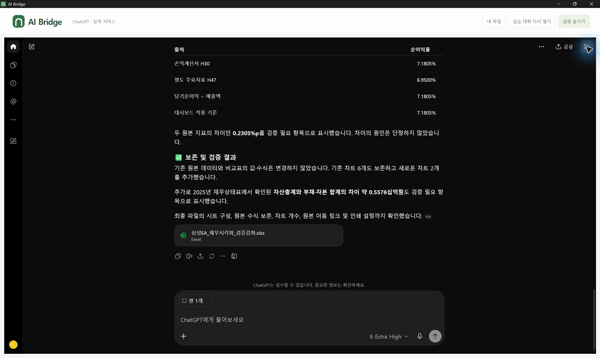 AI Bridge
AI Bridge
ChatGPT · 실제 서비스
내 화면
실습 대화 다시 열기
설명 숨기기
공유
출처
순이익률
손익계산서 H30
7.1805%
별도 주요지표 H47
6.9500%
당기순이익 ÷ 매출액
7.1805%
대시보드 적용 기준
7.1805%
두 원본 지표의 차이인 0.2305%p를 검증 필요 항목으로 표시했습니다. 차이의 원인은 단정하지 않았습니다.
보존 및 검증 결과
기존 원본 데이터와 비교표의 값·수식은 변경하지 않았습니다. 기존 차트 6개도 보존하고 새로운 차트 2개를 추가했습니다.
추가로 2025년 재무상태표에서 확인된 자산총계와 부채·자본 합계의 차이 약 0.5576십억원도 검증 필요 항목으로 표시했습니다.
최종 파일의 시트 구성, 원본 수식 보존, 차트 개수, 원본 이동 링크 및 인쇄 설정까지 확인했습니다.
Excel
ChatGPT는 실수할 수 있습니다. 중요한 정보는 확인하세요.
셀 1개
ChatGPT에게 물어보세요
6 Extra High